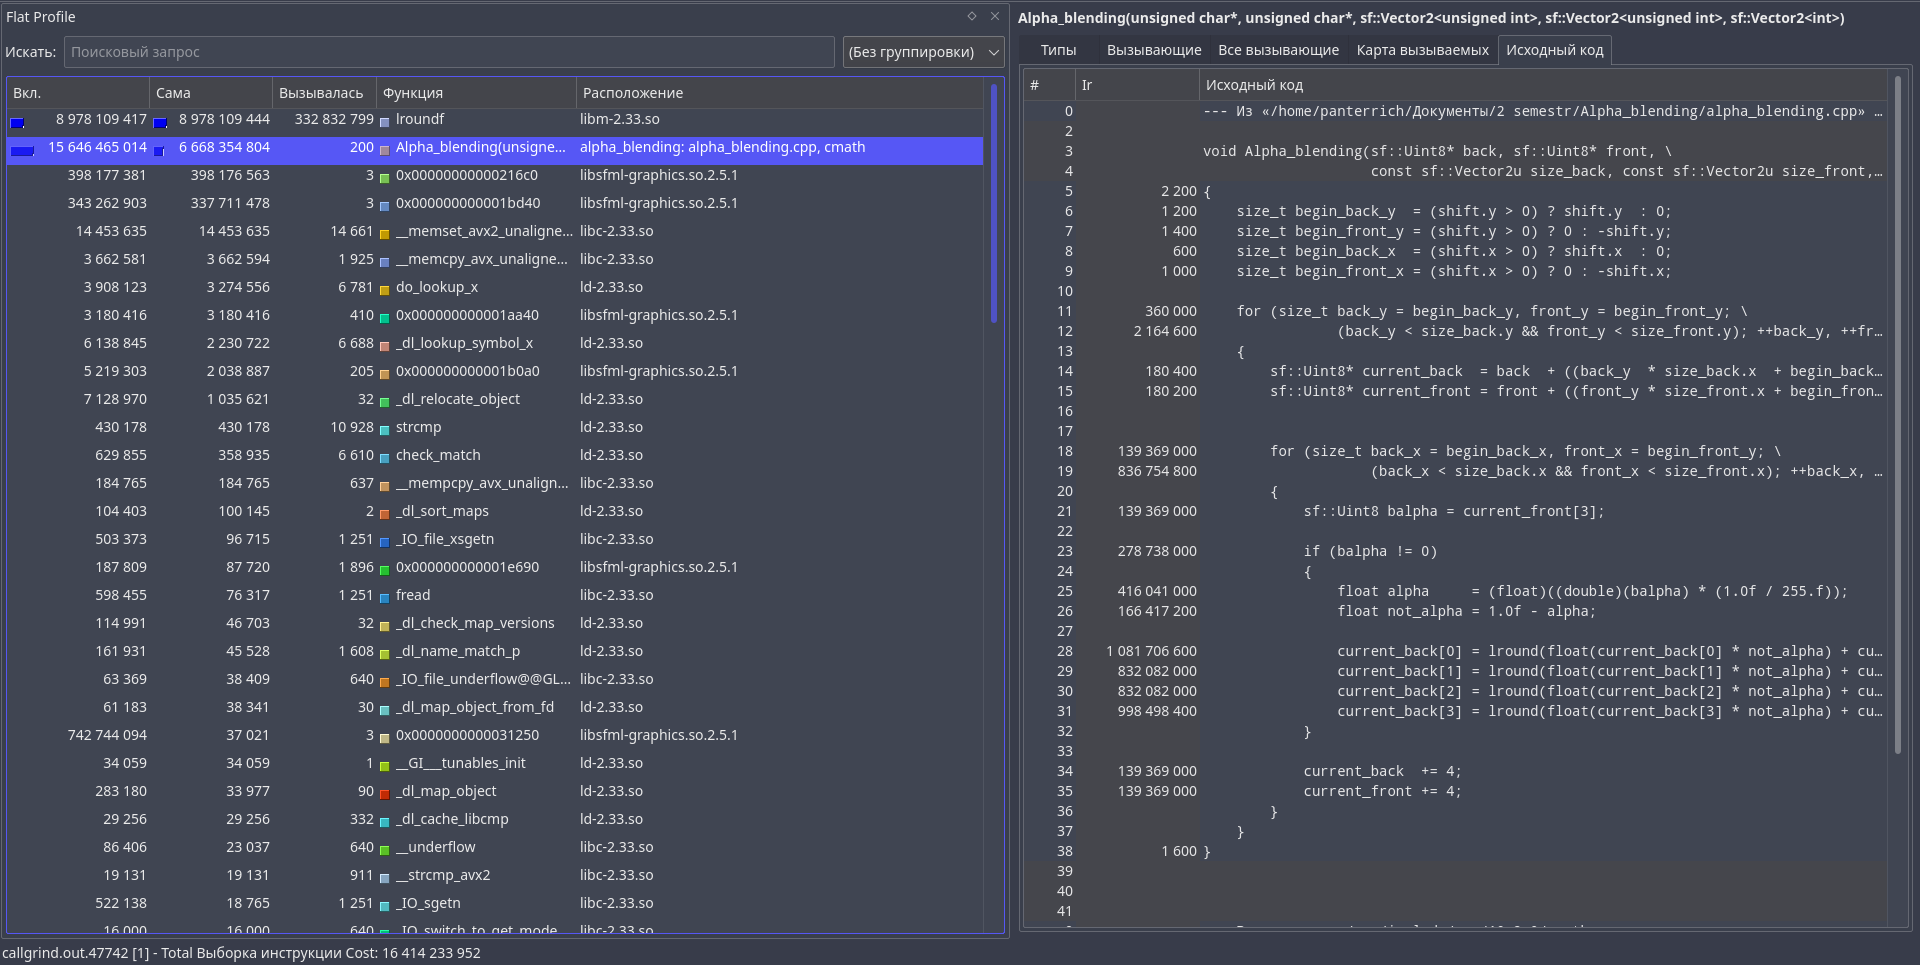 Flat Profile
Искать: Поисковый запрос (Без группировки)
Вкл. Сама Вызывалась Функция Расположение
8 978 109 417 8 978 109 444 332 832 799 lroundf libm-2.33.so
15 646 465 014 6 668 354 804 200 Alpha_blending(unsigne... alpha_blending: alpha_blending.cpp, cmath
398 177 381 398 176 563 3 0x00000000000216c0 libsfml-graphics.so.2.5.1
343 262 903 337 711 478 3 0x000000000001bd40 libsfml-graphics.so.2.5.1
14 453 635 14 453 635 14 661 __memset_avx2_unaligne... libc-2.33.so
3 662 581 3 662 594 1 925 __memcpy_avx_unaligne... libc-2.33.so
3 908 123 3 274 556 6 781 do_lookup_x ld-2.33.so
3 180 416 3 180 416 410 0x000000000001aa40 libsfml-graphics.so.2.5.1
6 138 845 2 230 722 6 688 _dl_lookup_symbol_x ld-2.33.so
5 219 303 2 038 887 205 0x000000000001b0a0 libsfml-graphics.so.2.5.1
7 128 970 1 035 621 32 _dl_relocate_object ld-2.33.so
430 178 430 178 10 928 strcmp ld-2.33.so
629 855 358 935 6 610 check_match ld-2.33.so
184 765 184 765 637 __mempcpy_avx_unalign... libc-2.33.so
104 403 100 145 2 _dl_sort_maps ld-2.33.so
503 373 96 715 1 251 _IO_file_xsgetn libc-2.33.so
187 809 87 720 1 896 0x000000000001e690 libsfml-graphics.so.2.5.1
598 455 76 317 1 251 fread libc-2.33.so
114 991 46 703 32 _dl_check_map_versions ld-2.33.so
161 931 45 528 1 608 _dl_name_match_p ld-2.33.so
63 369 38 409 640 _IO_file_underflow@@GL... libc-2.33.so
61 183 38 341 30 _dl_map_object_from_fd ld-2.33.so
742 744 094 37 021 3 0x0000000000031250 libsfml-graphics.so.2.5.1
34 059 34 059 1 __GI___tunables_init ld-2.33.so
283 180 33 977 90 _dl_map_object ld-2.33.so
29 256 29 256 332 _dl_cache_libcmp ld-2.33.so
86 406 23 037 640 __underflow libc-2.33.so
19 131 19 131 911 __strcmp_avx2 ld-2.33.so
522 138 18 765 1 251 _IO_sgetn libc-2.33.so
16 000 16 000 640 _IO_switch_to_get_mode libc-2.33.so
callgrind.out.47742 [1] - Total Выборка инструкции Cost: 16 414 233 952
Alpha_blending(unsigned char*, unsigned char*, sf::Vector2<unsigned int>, sf::Vector2<unsigned int>, sf::Vector2<int>)
Типы Вызывающие Все вызывающие Карта вызываемых Исходный код
# Ir Исходный код
0 --- Из «/home/panterrich/Документы/2 semestr/Alpha_blending/alpha_blending.cpp» ...
2
3 void Alpha_blending(sf::Uint8* back, sf::Uint8* front, \
4 const sf::Vector2u size_back, const sf::Vector2u size_front,...
5 2 200 {
6 1 200 size_t begin_back_y  = (shift.y > 0) ? shift.y  : 0;
7 1 400 size_t begin_front_y = (shift.y > 0) ? 0 : -shift.y;
8 600 size_t begin_back_x  = (shift.x > 0) ? shift.x  : 0;
9 1 000 size_t begin_front_x = (shift.x > 0) ? 0 : -shift.x;
10
11 360 000 for (size_t back_y = begin_back_y, front_y = begin_front_y; \
12 2 164 600 (back_y < size_back.y && front_y < size_front.y); ++back_y, ++fr...
13 {
14 180 400 sf::Uint8* current_back  = back  + ((back_y  * size_back.x  + begin_back...
15 180 200 sf::Uint8* current_front = front + ((front_y * size_front.x + begin_fron...
16
17
18 139 369 000 for (size_t back_x = begin_back_x, front_x = begin_front_y; \
19 836 754 800 (back_x < size_back.x && front_x < size_front.x); ++back_x, ...
20 {
21 139 369 000 sf::Uint8 balpha = current_front[3];
22
23 278 738 000 if (balpha != 0)
24 {
25 416 041 000 float alpha     = (float)((double)(balpha) * (1.0f / 255.f));
26 166 417 200 float not_alpha = 1.0f - alpha;
27
28 1 081 706 600 current_back[0] = lround(float(current_back[0] * not_alpha) + cu...
29 832 082 000 current_back[1] = lround(float(current_back[1] * not_alpha) + cu...
30 832 082 000 current_back[2] = lround(float(current_back[2] * not_alpha) + cu...
31 998 498 400 current_back[3] = lround(float(current_back[3] * not_alpha) + cu...
32 }
33
34 139 369 000 current_back  += 4;
35 139 369 000 current_front += 4;
36 }
37 }
38 1 600 }
39
40
41